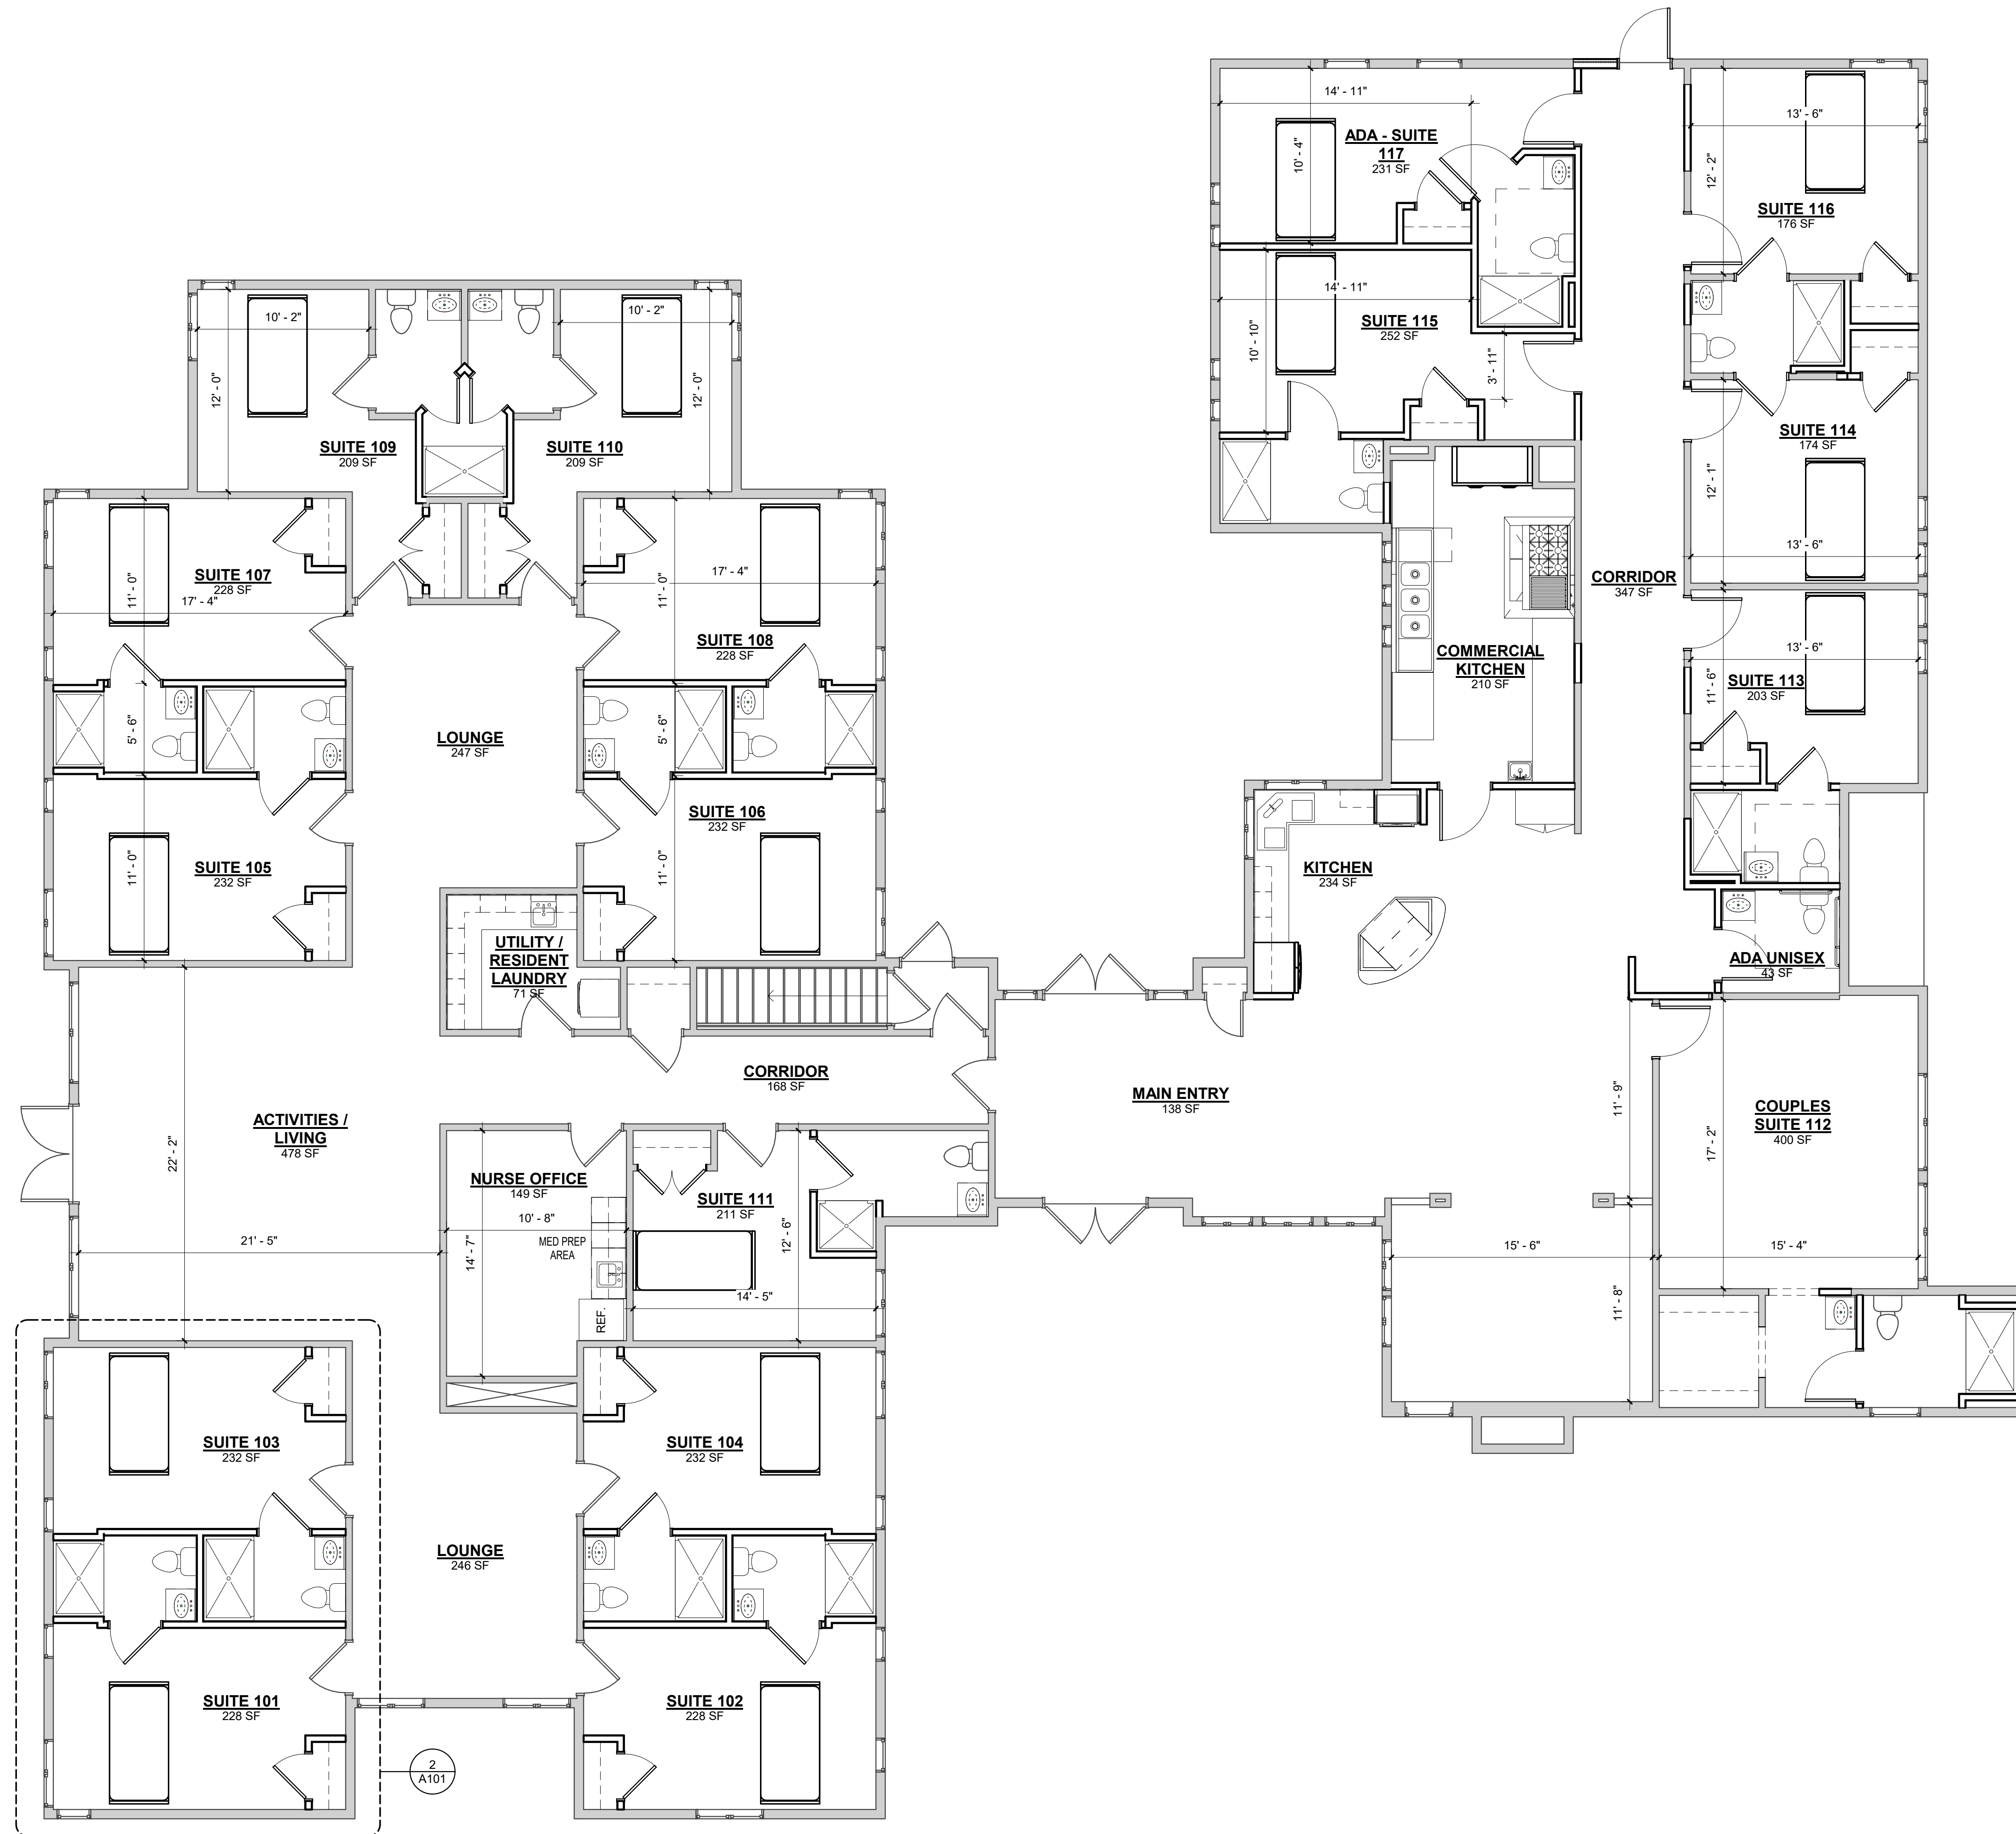 14' - 11"
13' - 6"
ADA - SUITE
117
231 SF
10' - 4"
12' - 2"
SUITE 116
176 SF
14' - 11"
SUITE 115
252 SF
10' - 10"
3' - 11"
10' - 2"
10' - 2"
12' - 0"
12' - 0"
SUITE 109
209 SF
SUITE 110
209 SF
SUITE 114
174 SF
12' - 1"
13' - 6"
SUITE 107
228 SF
17' - 4"
11' - 0"
17' - 4"
11' - 0"
SUITE 108
228 SF
CORRIDOR
347 SF
COMMERCIAL
KITCHEN
210 SF
13' - 6"
SUITE 113
203 SF
11' - 6"
5' - 6"
LOUNGE
247 SF
5' - 6"
SUITE 106
232 SF
SUITE 105
232 SF
11' - 0"
11' - 0"
KITCHEN
234 SF
UTILITY /
RESIDENT
LAUNDRY
71 SF
ADA UNISEX
43 SF
CORRIDOR
168 SF
MAIN ENTRY
138 SF
11' - 9"
COUPLES
SUITE 112
400 SF
17' - 2"
ACTIVITIES /
LIVING
478 SF
22' - 2"
21' - 5"
NURSE OFFICE
149 SF
10' - 8"
14' - 7"
MED PREP
AREA
REF.
SUITE 111
211 SF
12' - 6"
14' - 5"
15' - 6"
15' - 4"
11' - 8"
SUITE 103
232 SF
SUITE 104
232 SF
LOUNGE
246 SF
SUITE 101
228 SF
SUITE 102
228 SF
2
A101